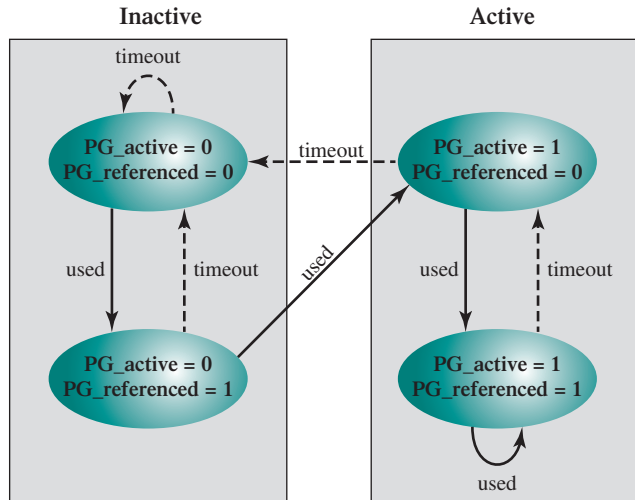 Inactive
Active
timeout
PG_active = 0
PG_referenced = 0
timeout
PG_active = 1
PG_referenced = 0
used
timeout
used
used
timeout
PG_active = 0
PG_referenced = 1
PG_active = 1
PG_referenced = 1
used